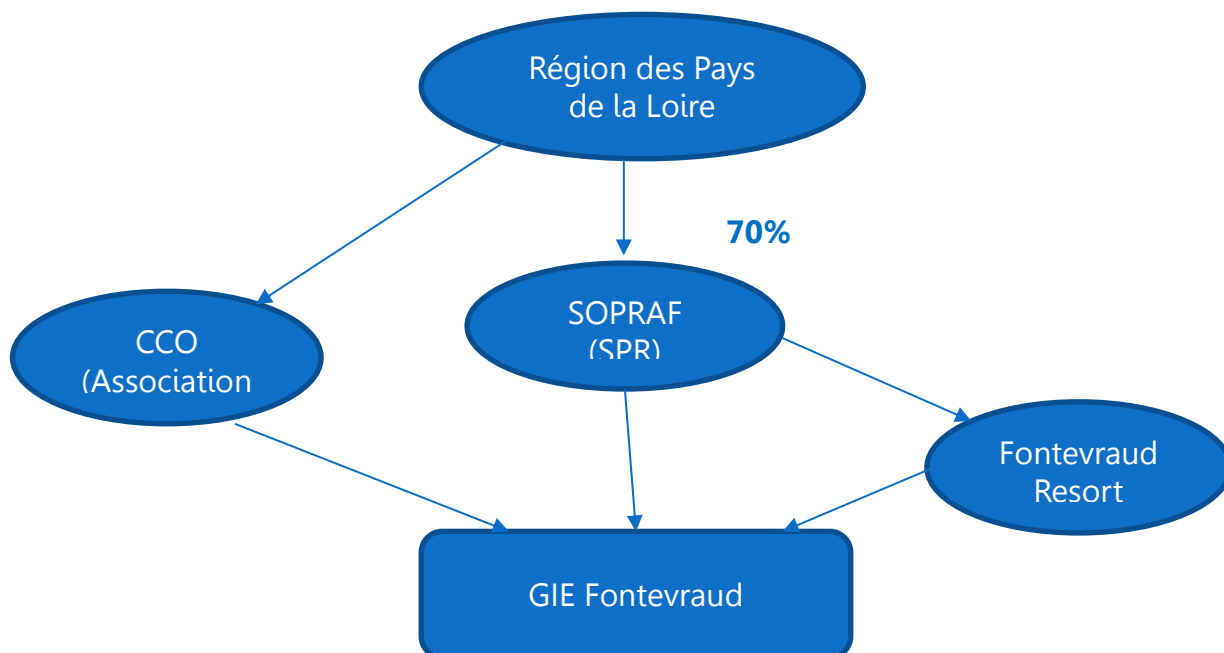 Région des Pays
de la Loire
70%
SOPRAF
(SPR)
CCO
(Association
Fontevraud
Resort
GIE Fontevraud